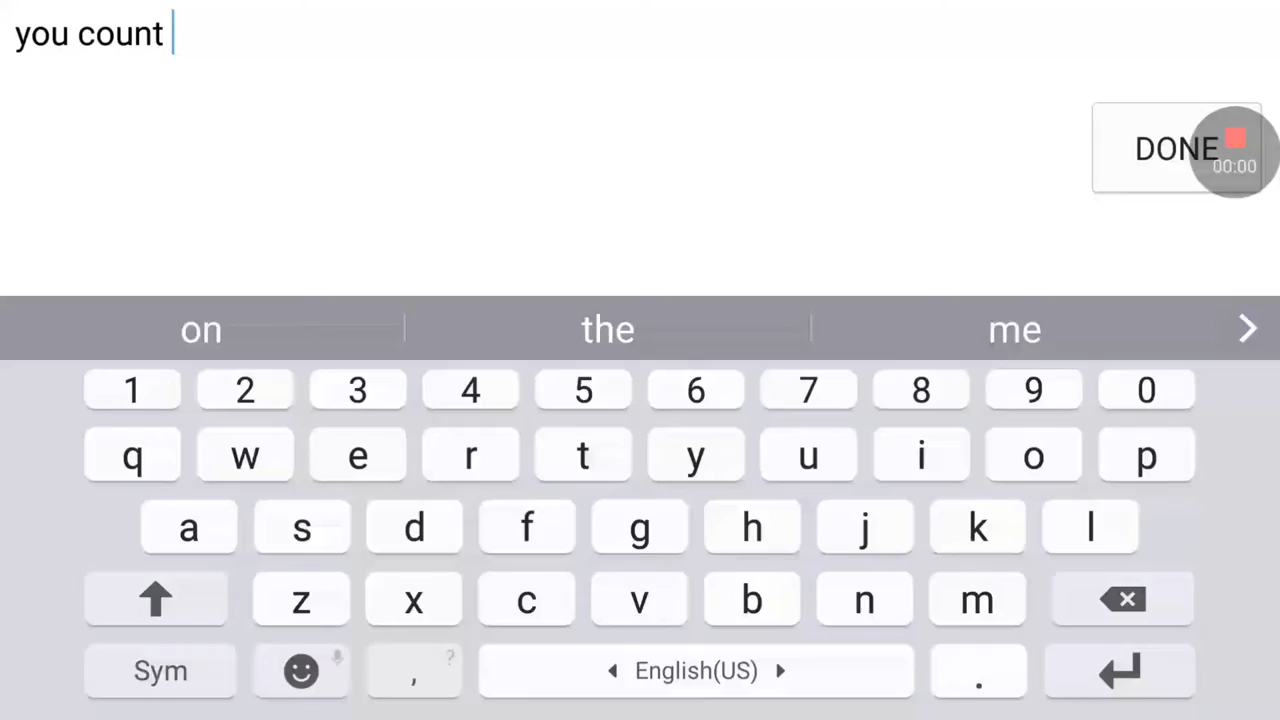 you count
DONE
00:00
on the me
1 2 3 4 5 6 7 8 9 0
q w e r t y u i o p
a s d f g h j k l
z x c v b n m
Sym , ? English(US) .